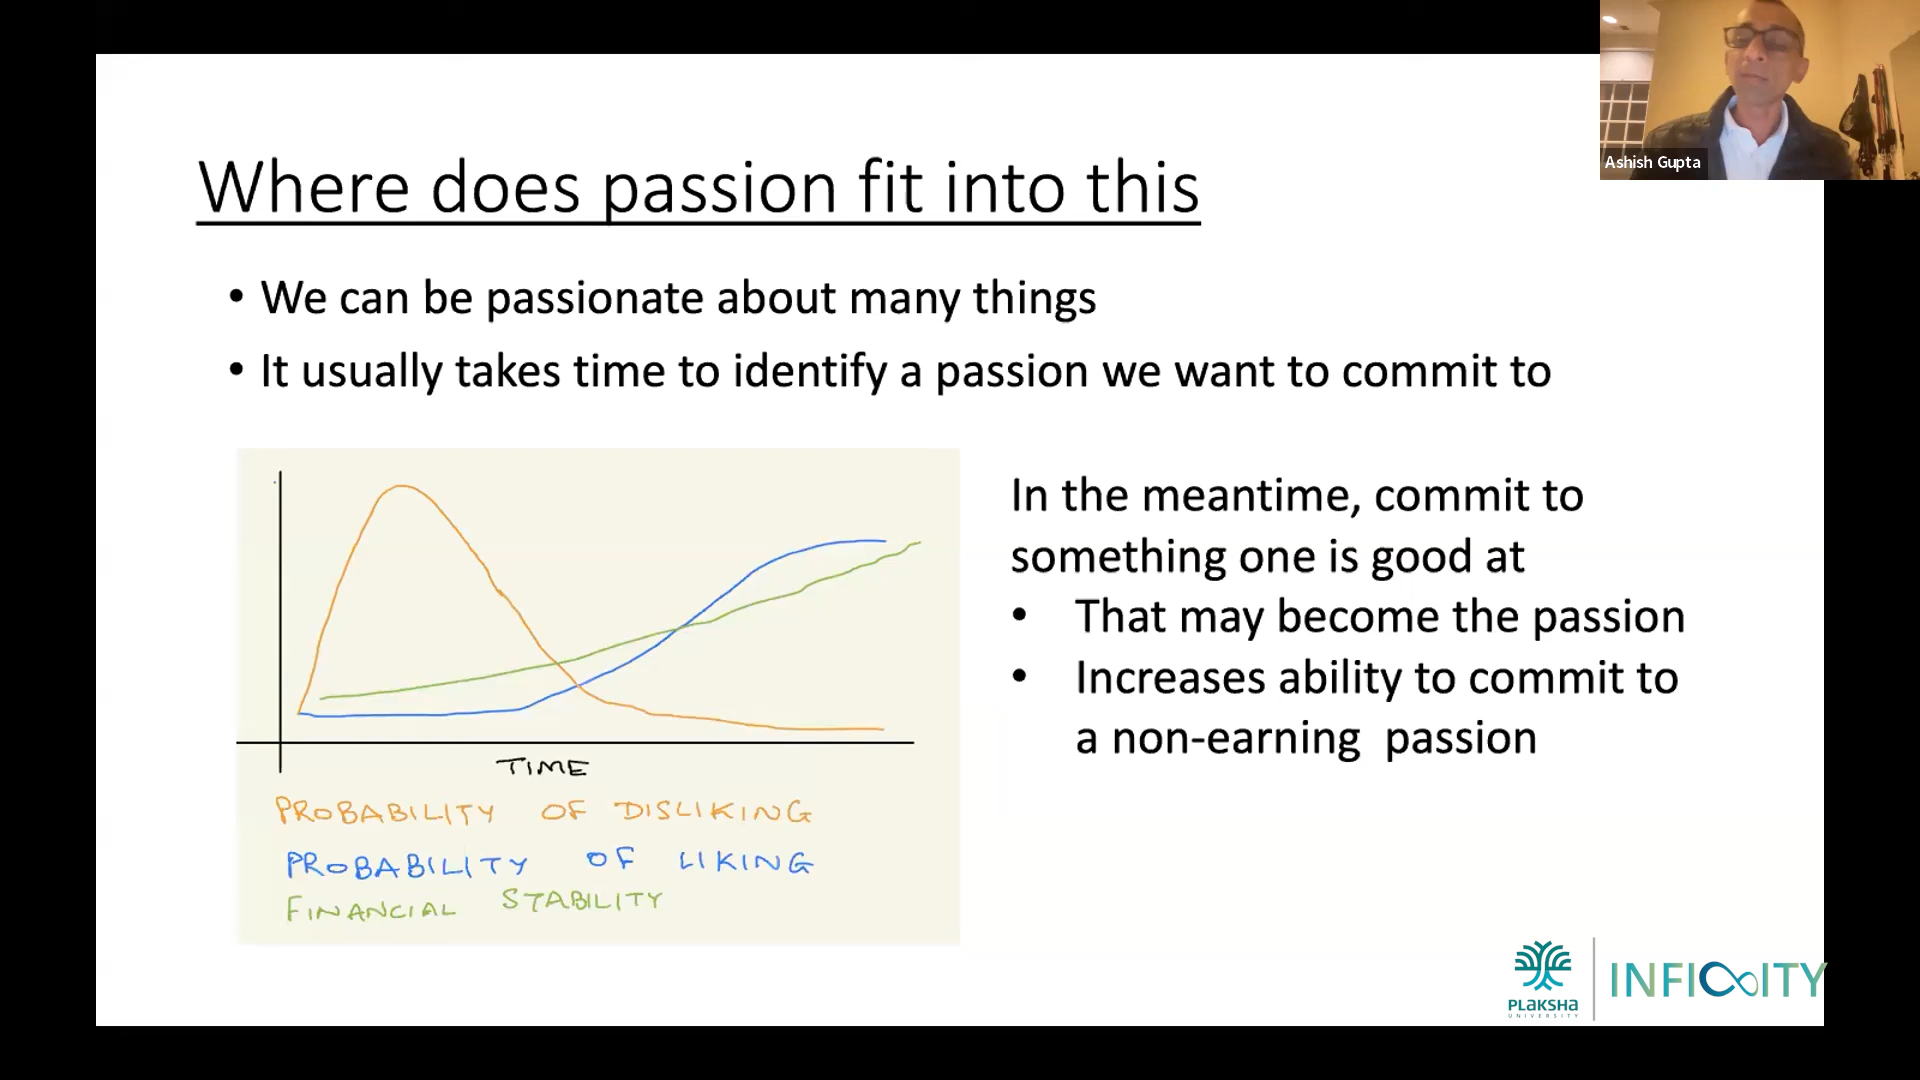 Ashish Gupta
Where does passion fit into this
• We can be passionate about many things
• It usually takes time to identify a passion we want to commit to
TIME
PROBABILITY OF DISLIKING
PROBABILITY OF LIKING
FINANCIAL STABILITY
In the meantime, commit to
something one is good at
• That may become the passion
• Increases ability to commit to
a non-earning passion
PLAKSHA
UNIVERSITY
INFINITY